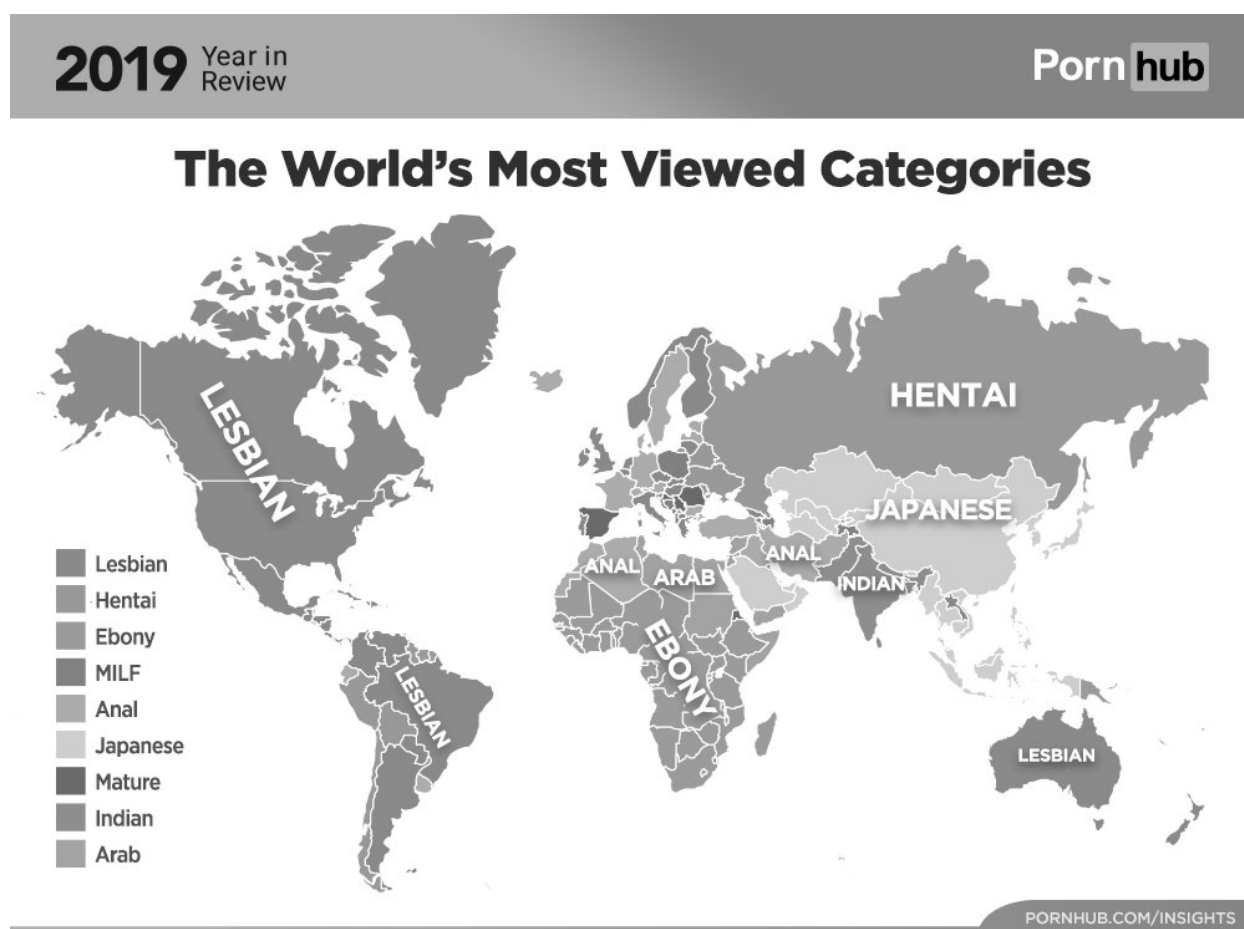 2019 Year in
Review
Porn hub
The World's Most Viewed Categories
LESBIAN
HENTAI
JAPANESE
ANAL
ARAB
ANAL
INDIAN
EBONY
LESBIAN
LESBIAN
Lesbian
Hentai
Ebony
MILF
Anal
Japanese
Mature
Indian
Arab
PORNHUB.COM/INSIGHTS